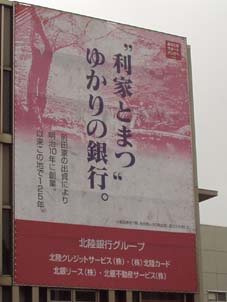 〝利家とまつ〟
ゆかりの銀行。
前田家の出資により
明治10年に創業。
以来この地で125年。
北陸銀行グループ
北陸クレジットサービス(株)・(株)北陸カード
北銀リース(株)・北銀不動産サービス(株)